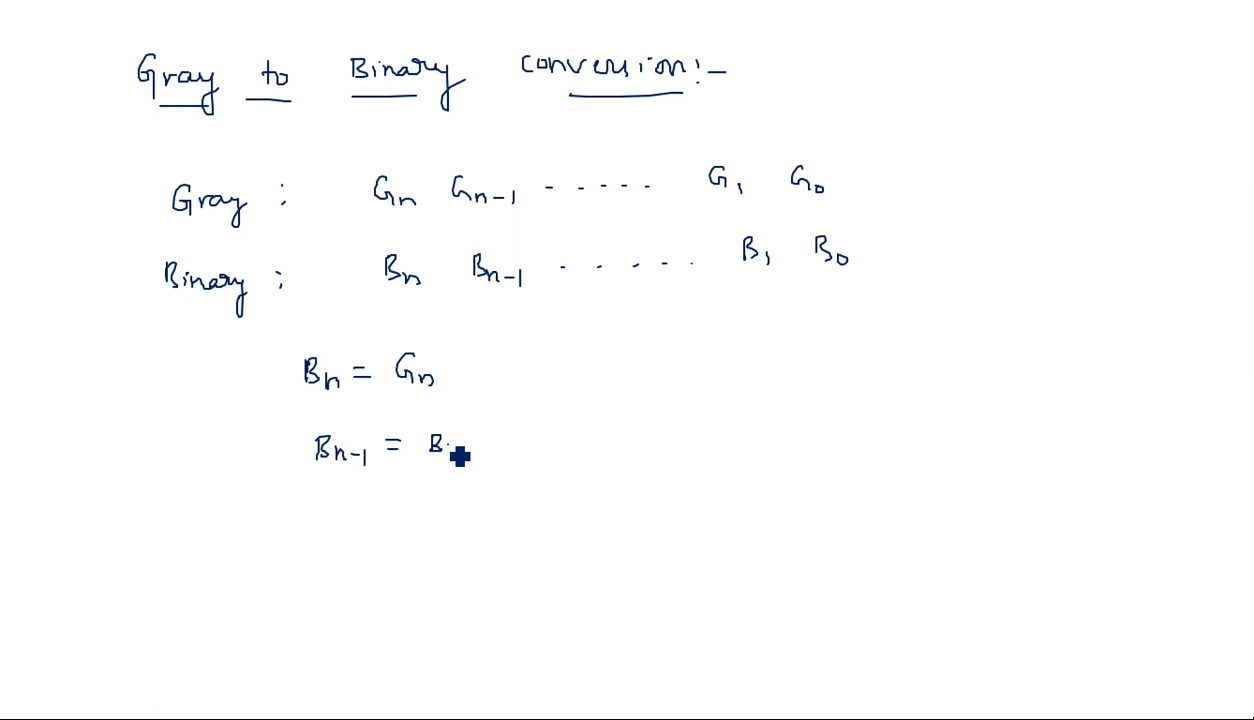 Gray to Binary conversion:-
Gray : Gn Gn-1 - - - - - G1 G0
Binary : Bn Bn-1 - - - - - B1 B0
Bn = Gn
Bn-1 = B